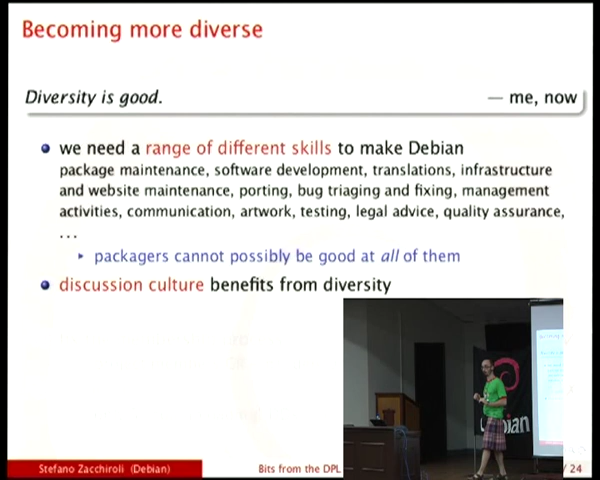 Becoming more diverse
Diversity is good.
— me, now
we need a range of different skills to make Debian
package maintenance, software development, translations, infrastructure
and website maintenance, porting, bug triaging and fixing, management
activities, communication, artwork, testing, legal advice, quality assurance,
...
packagers cannot possibly be good at all of them
discussion culture benefits from diversity
Stefano Zacchiroli (Debian)
Bits from the DPL
/ 24